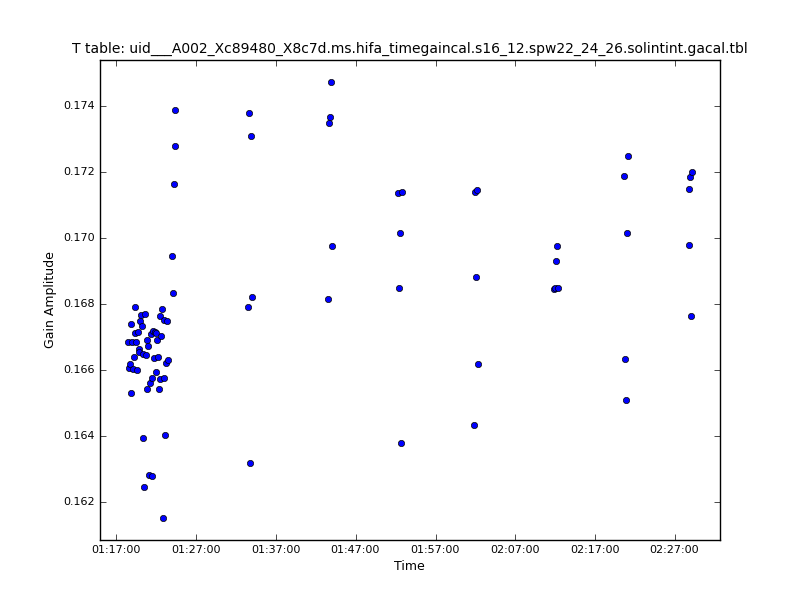 T table: uid___A002_Xc89480_X8c7d.ms.hifa_timegaincal.s16_12.spw22_24_26.solintint.gacal.tbl
0.174
0.172
0.170
0.168
0.166
0.164
0.162
Gain Amplitude
01:17:00 01:27:00 01:37:00 01:47:00 01:57:00 02:07:00 02:17:00 02:27:00
Time